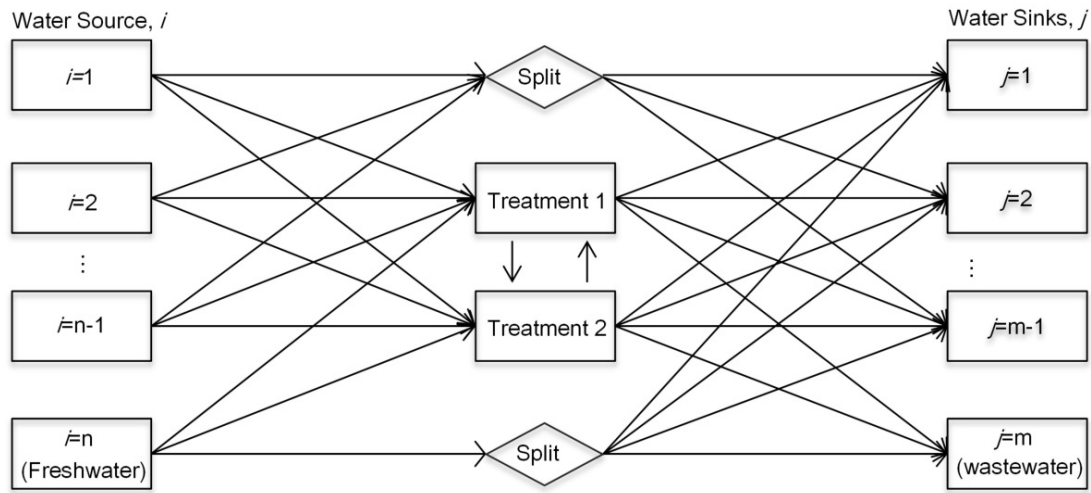 Water Source, i
Water Sinks, j
i=1
Split
j=1
i=2
Treatment 1
j=2
⋮
⋮
i=n-1
Treatment 2
j=m-1
i=n
(Freshwater)
Split
j=m
(wastewater)